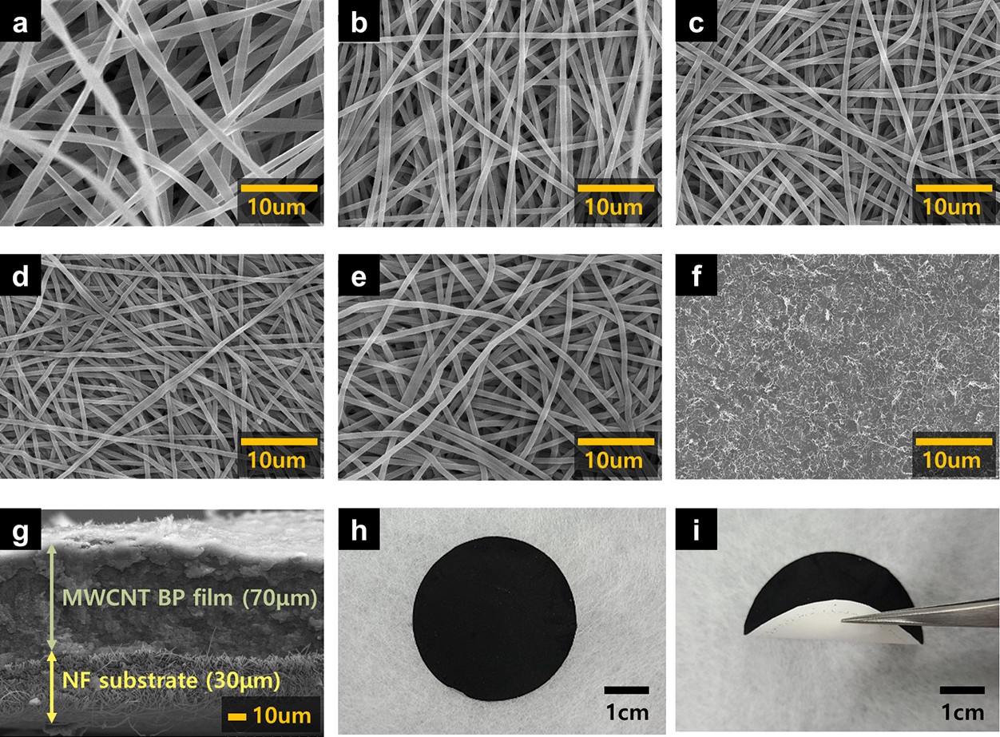 a
b
c
10um
10um
10um
d
e
f
10um
10um
10um
g
h
i
MWCNT BP film (70μm)
NF substrate (30μm)
10um
1cm
1cm